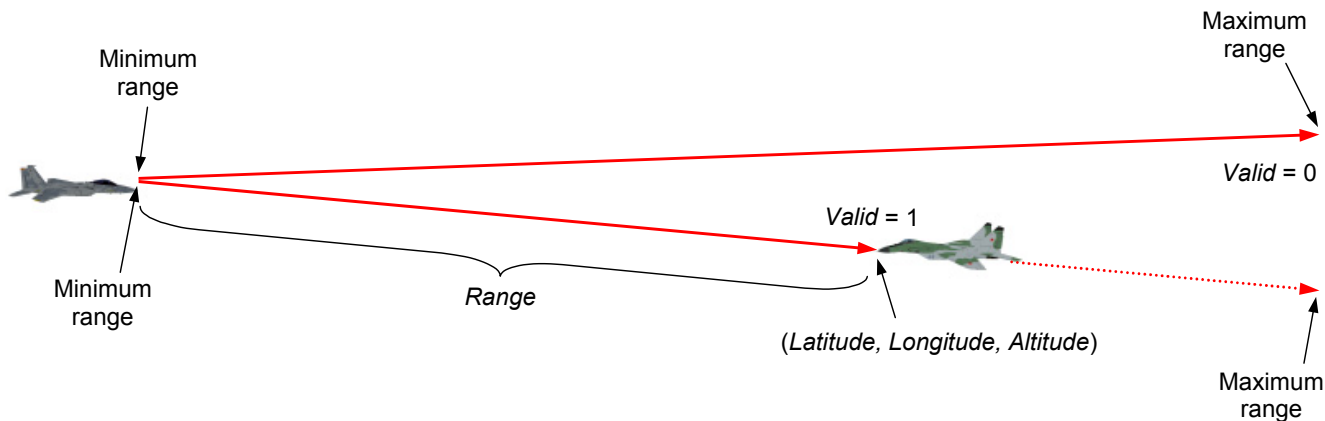 Maximum
range
Minimum
range
Valid = 0
Valid = 1
Minimum
range
Range
(Latitude, Longitude, Altitude)
Maximum
range